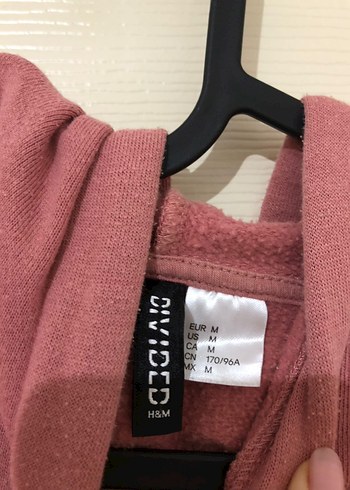 DIVIDED
H&M
EUR M
US M
CA M
CN 170/96A
MX M